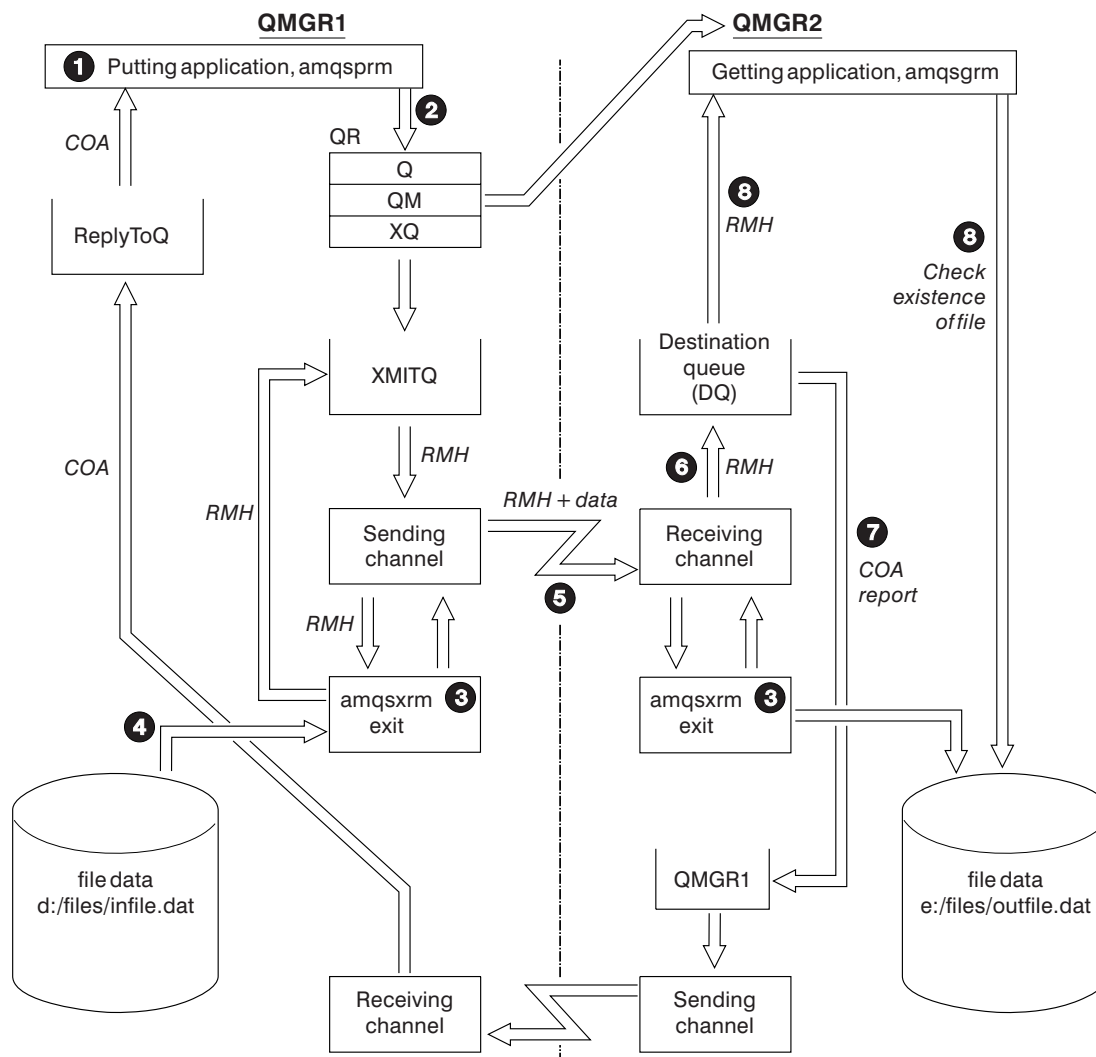 QMGR1
QMGR2
1 Putting application, amqsprm
Getting application, amqsgrm
2
COA
QR
Q
QM
XQ
8
RMH
ReplyToQ
8
Check
existence
of file
XMITQ
Destination
queue
(DQ)
RMH
6 RMH
COA
RMH
RMH + data
Sending
channel
Receiving
channel
7
COA
report
5
RMH
amqsxrm
exit
3
amqsxrm
exit
3
4
file data
d:/files/infile.dat
QMGR1
file data
e:/files/outfile.dat
Receiving
channel
Sending
channel